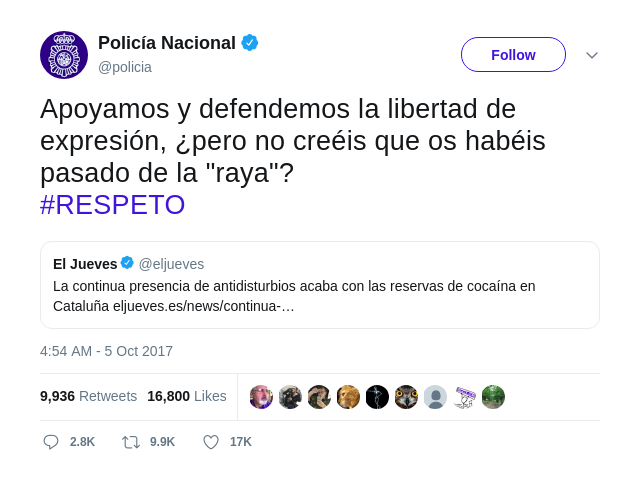 Policía Nacional
@policia
Follow
Apoyamos y defendemos la libertad de
expresión, ¿pero no creéis que os habéis
pasado de la "raya"?
#RESPETO
El Jueves @eljueves
La continua presencia de antidisturbios acaba con las reservas de cocaína en
Cataluña eljueves.es/news/continua-…
4:54 AM - 5 Oct 2017
9,936 Retweets 16,800 Likes
2.8K 9.9K 17K